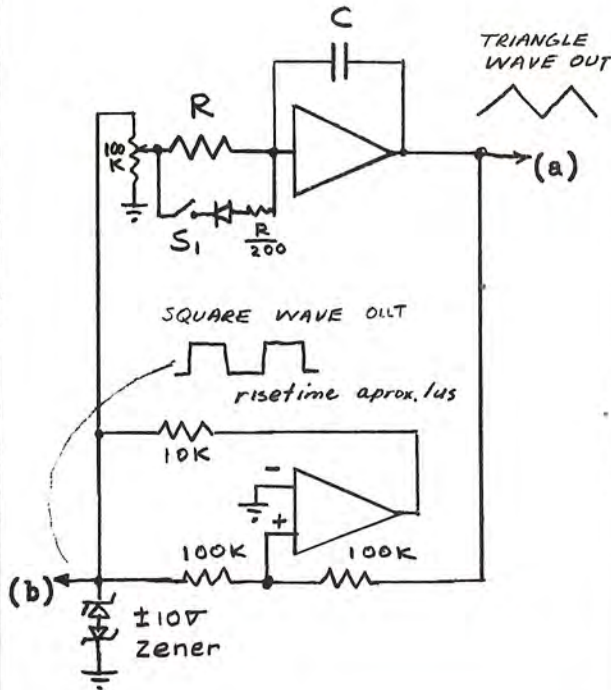 C
TRIANGLE
WAVE OUT
R
100
K
(a)
S1
R
200
SQUARE WAVE OUT
risetime aprox. 1us
10K
-
+
100K
100K
(b)
±10v
Zener